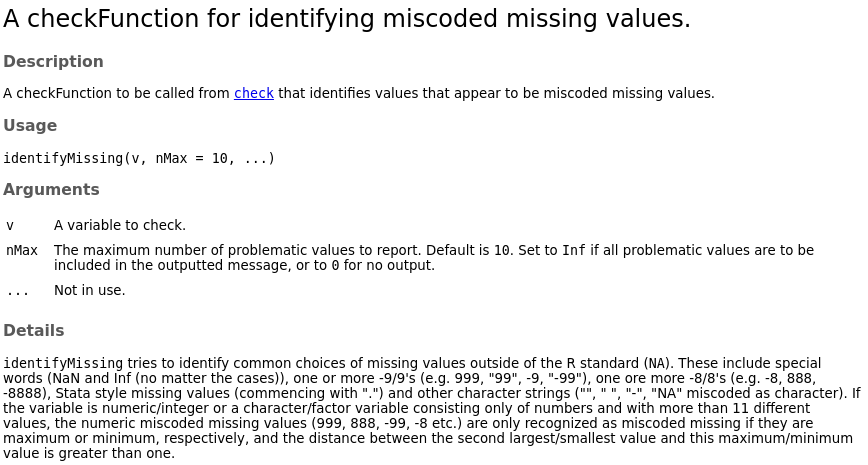 A checkFunction for identifying miscoded missing values.
Description
A checkFunction to be called from check that identifies values that appear to be miscoded missing values.
Usage
identifyMissing(v, nMax = 10, ...)
Arguments
v A variable to check.
nMax The maximum number of problematic values to report. Default is 10. Set to Inf if all problematic values are to be
included in the outputted message, or to 0 for no output.
... Not in use.
Details
identifyMissing tries to identify common choices of missing values outside of the R standard (NA). These include special
words (NaN and Inf (no matter the cases)), one or more -9/9's (e.g. 999, "99", -9, "-99"), one ore more -8/8's (e.g. -8, 888,
-8888), Stata style missing values (commencing with ".") and other character strings ("", " ", "-", "NA" miscoded as character). If
the variable is numeric/integer or a character/factor variable consisting only of numbers and with more than 11 different
values, the numeric miscoded missing values (999, 888, -99, -8 etc.) are only recognized as miscoded missing if they are
maximum or minimum, respectively, and the distance between the second largest/smallest value and this maximum/minimum
value is greater than one.